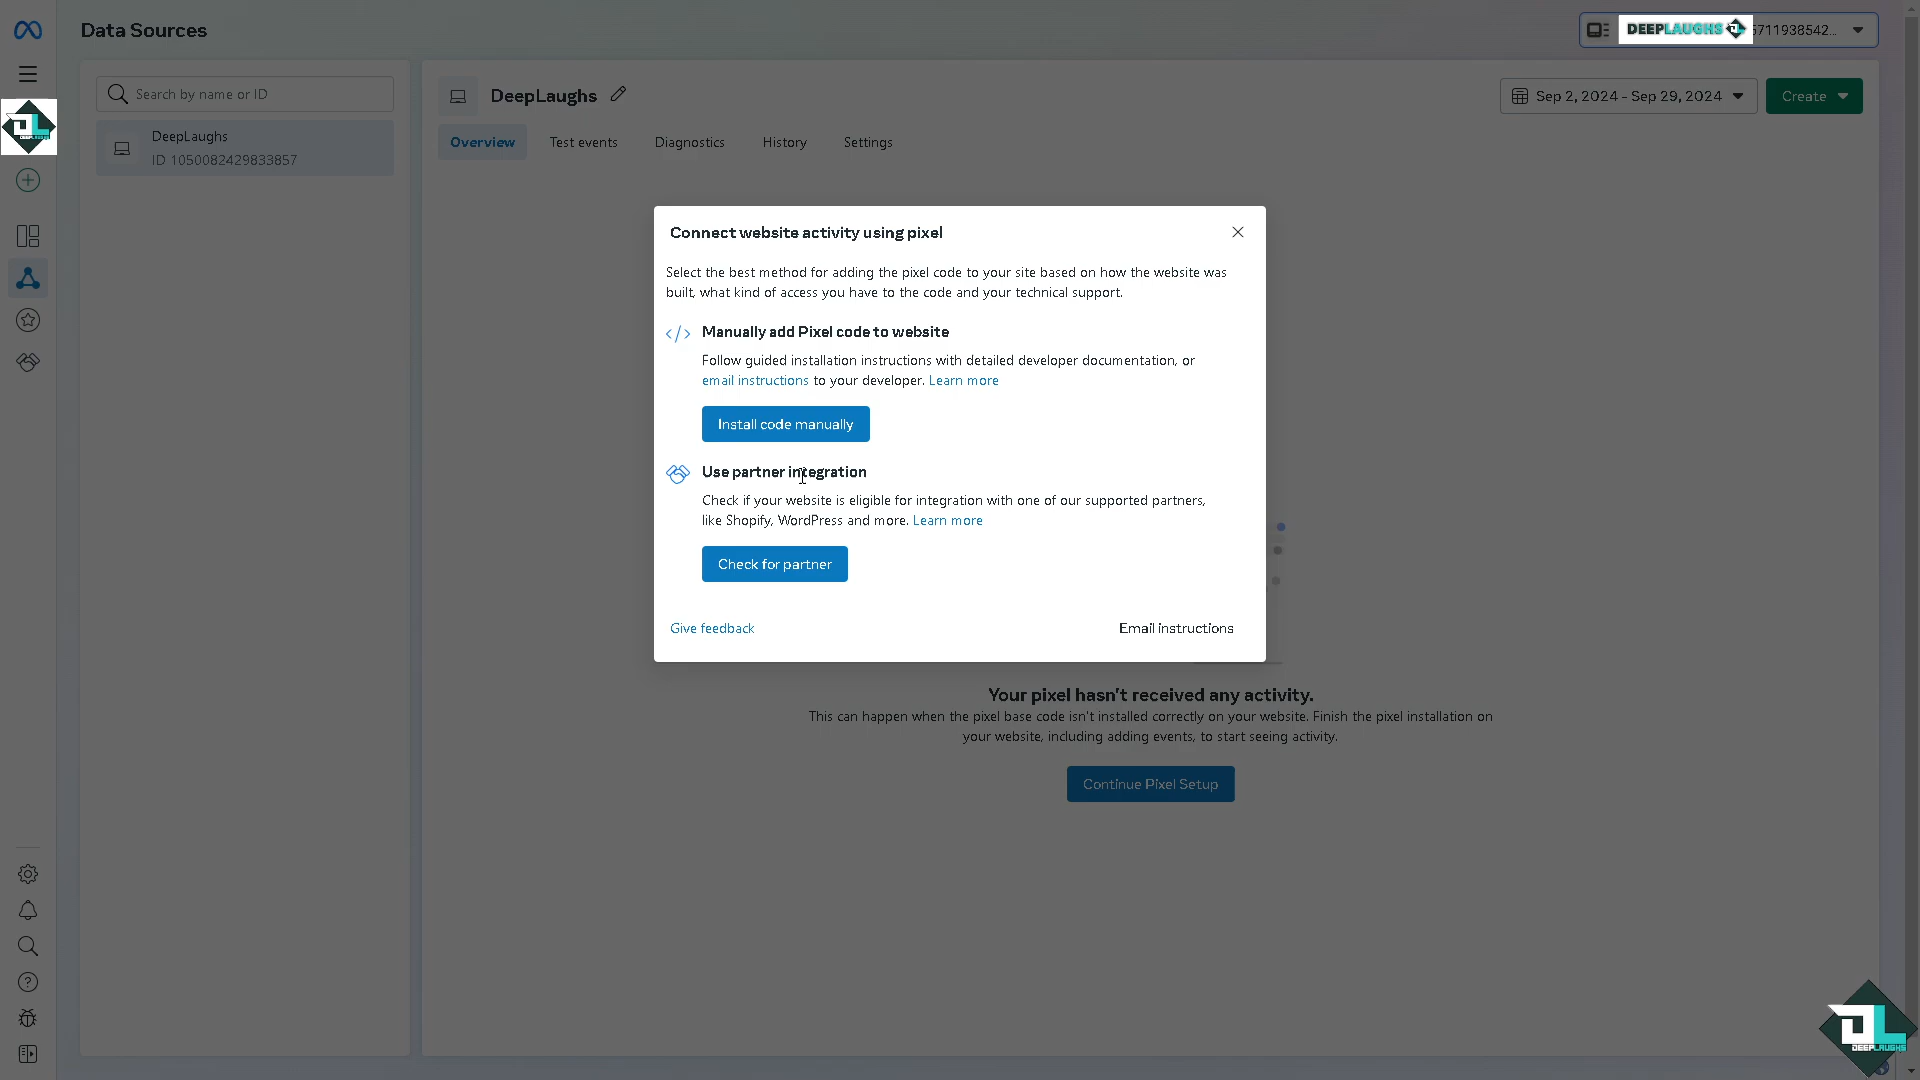 Data Sources
DEEPLAUGHS
5711938542...
Search by name or ID
DeepLaughs
ID 1050082429833857
DeepLaughs
Sep 2, 2024 - Sep 29, 2024
Create
Overview
Test events
Diagnostics
History
Settings
Connect website activity using pixel
Select the best method for adding the pixel code to your site based on how the website was
built, what kind of access you have to the code and your technical support.
Manually add Pixel code to website
Follow guided installation instructions with detailed developer documentation, or
email instructions to your developer. Learn more
Install code manually
Use partner integration
Check if your website is eligible for integration with one of our supported partners,
like Shopify, WordPress and more. Learn more
Check for partner
Give feedback
Email instructions
Your pixel hasn't received any activity.
This can happen when the pixel base code isn't installed correctly on your website. Finish the pixel installation on
your website, including adding events, to start seeing activity.
Continue Pixel Setup
DL
DEEPLAUGHS